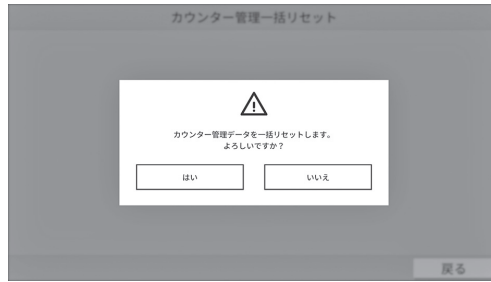 カウンター管理一括リセット
カウンター管理データを一括リセットします。
よろしいですか？
はい
いいえ
戻る